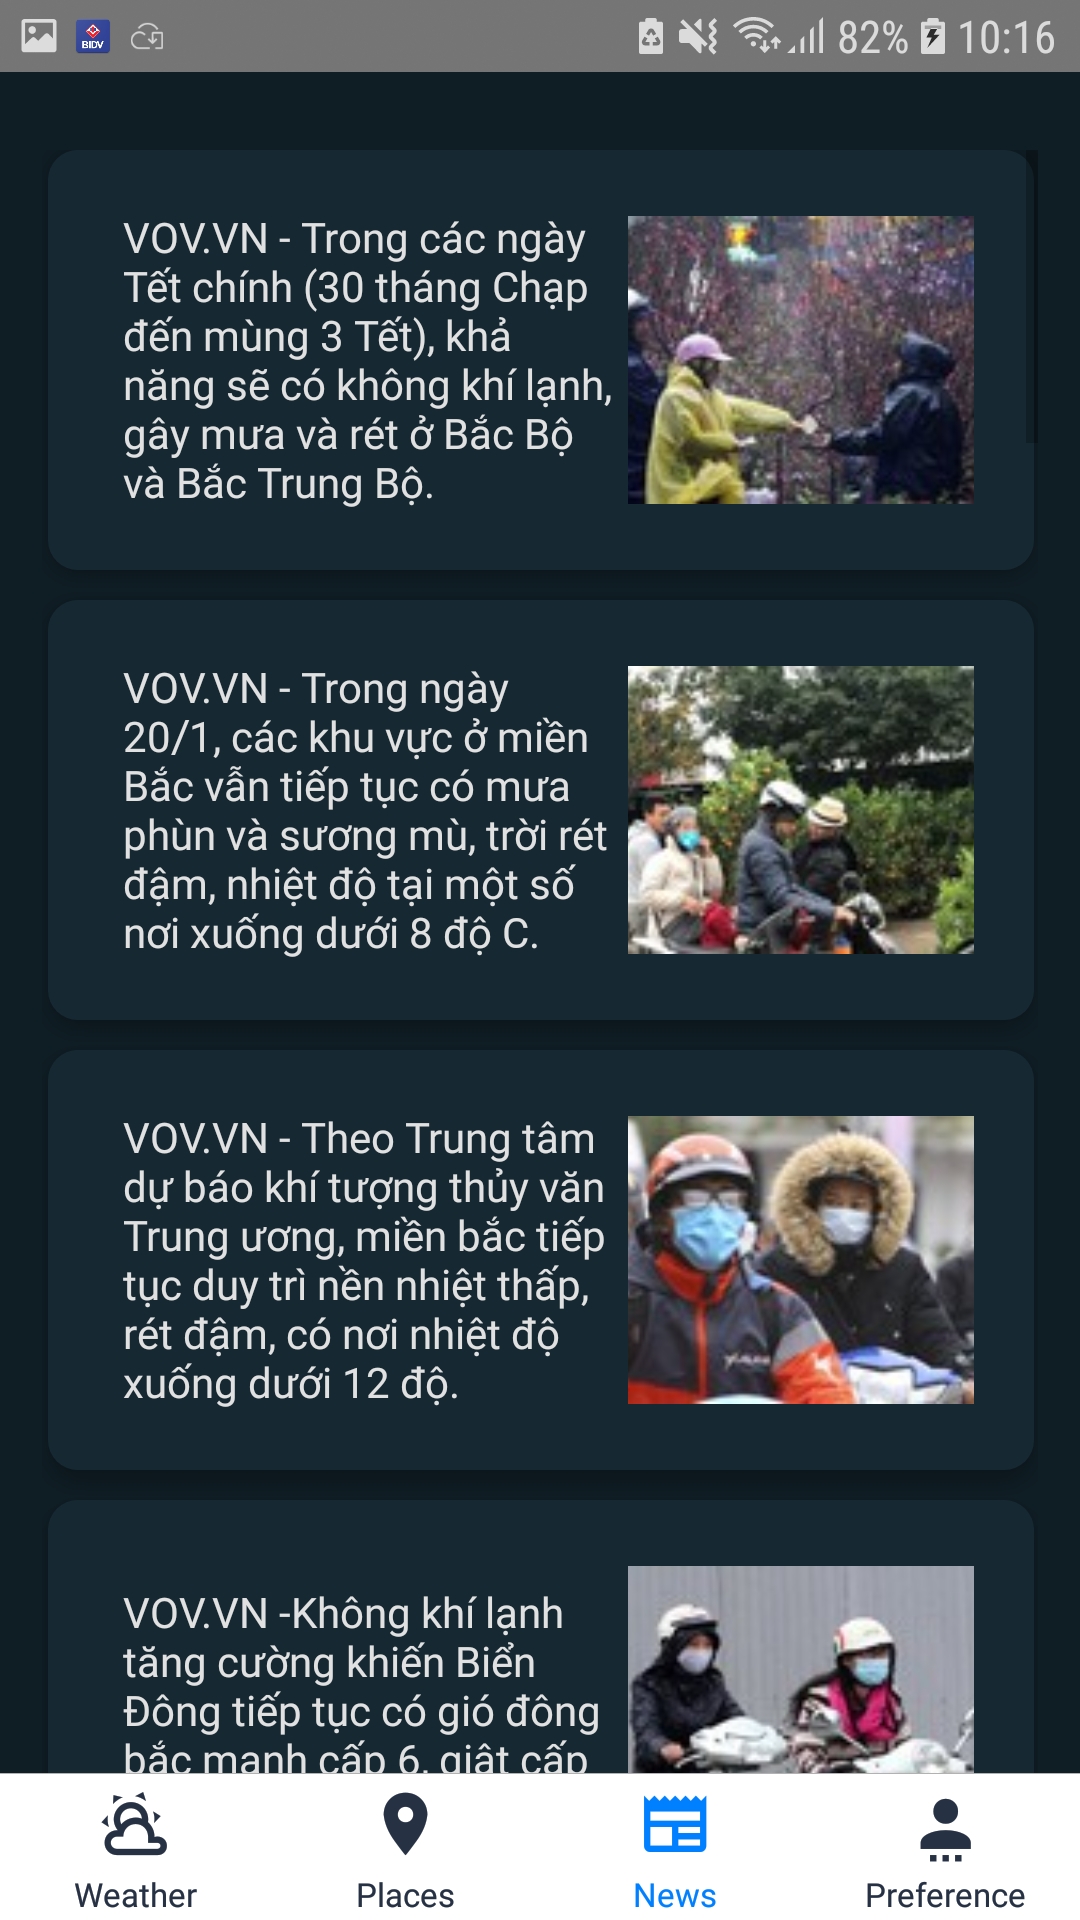 BIDV
82% 10:16
VOV.VN - Trong các ngày
Tết chính (30 tháng Chạp
đến mùng 3 Tết), khả
năng sẽ có không khí lạnh,
gây mưa và rét ở Bắc Bộ
và Bắc Trung Bộ.
VOV.VN - Trong ngày
20/1, các khu vực ở miền
Bắc vẫn tiếp tục có mưa
phùn và sương mù, trời rét
đậm, nhiệt độ tại một số
nơi xuống dưới 8 độ C.
VOV.VN - Theo Trung tâm
dự báo khí tượng thủy văn
Trung ương, miền bắc tiếp
tục duy trì nền nhiệt thấp,
rét đậm, có nơi nhiệt độ
xuống dưới 12 độ.
VOV.VN -Không khí lạnh
tăng cường khiến Biển
Đông tiếp tục có gió đông
bắc mạnh cấp 6, giật cấp
Weather
Places
News
Preference